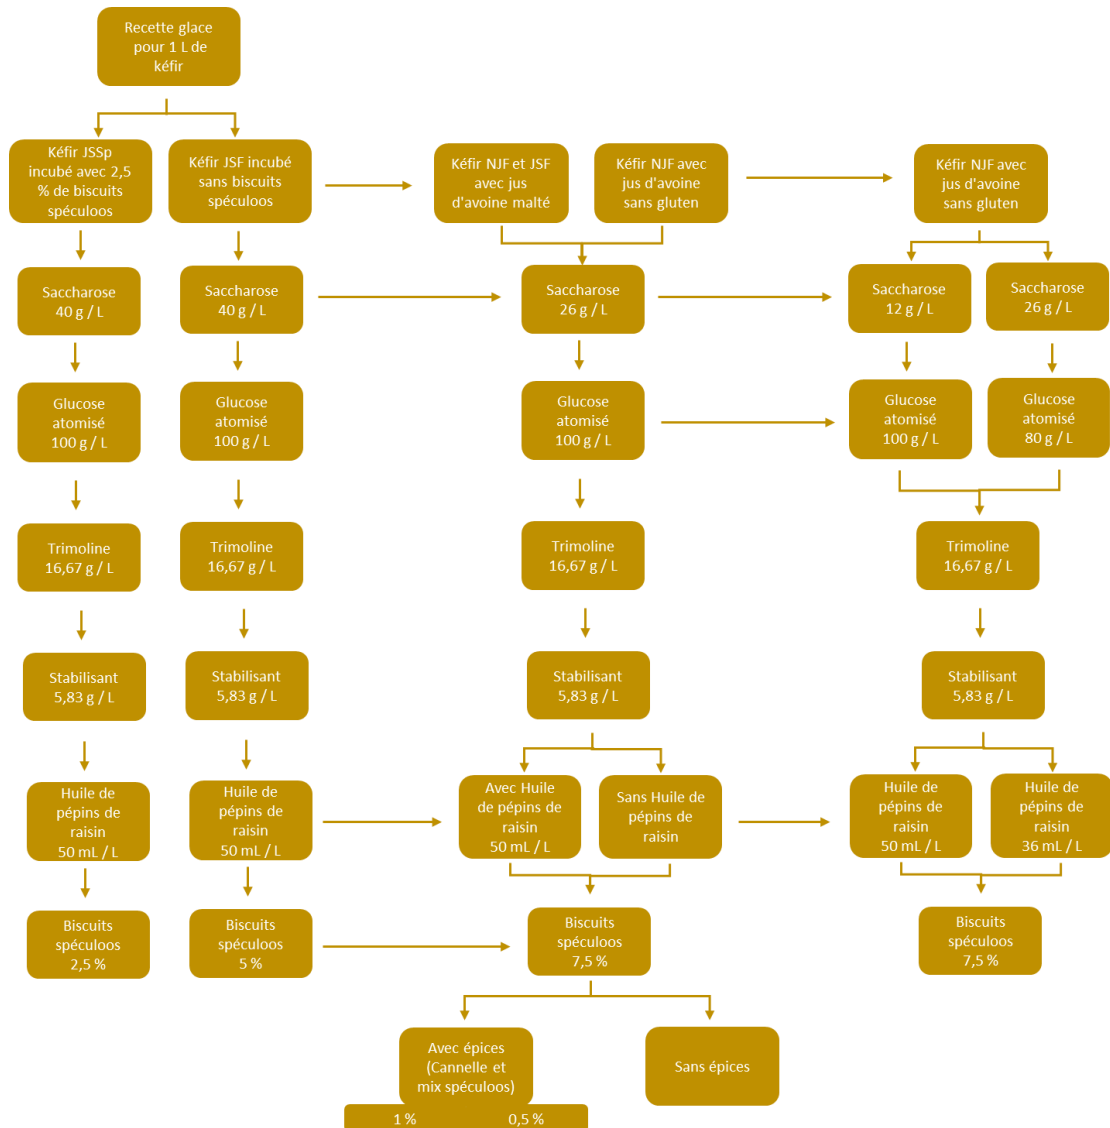 Recette glace
pour 1 L de
kéfir
Kéfir JSSp
incubé avec 2,5
% de biscuits
spéculoos
Kéfir JSF incubé
sans biscuits
spéculoos
Kéfir NJF et JSF
avec jus
d'avoine malté
Kéfir NJF avec
jus d'avoine
sans gluten
Kéfir NJF avec
jus d'avoine
sans gluten
Saccharose
40 g / L
Saccharose
40 g / L
Saccharose
26 g / L
Saccharose
12 g / L
Saccharose
26 g / L
Glucose
atomisé
100 g / L
Glucose
atomisé
100 g / L
Glucose
atomisé
100 g / L
Glucose
atomisé
100 g / L
Glucose
atomisé
80 g / L
Trimoline
16,67 g / L
Trimoline
16,67 g / L
Trimoline
16,67 g / L
Trimoline
16,67 g / L
Stabilisant
5,83 g / L
Stabilisant
5,83 g / L
Stabilisant
5,83 g / L
Stabilisant
5,83 g / L
Huile de
pépins de
raisin
50 mL / L
Huile de
pépins de
raisin
50 mL / L
Avec Huile
de pépins de
raisin
50 mL / L
Sans Huile de
pépins de
raisin
Huile de
pépins de
raisin
50 mL / L
Huile de
pépins de
raisin
36 mL / L
Biscuits
spéculoos
2,5 %
Biscuits
spéculoos
5 %
Biscuits
spéculoos
7,5 %
Biscuits
spéculoos
7,5 %
Avec épices
(Cannelle et
mix spéculoos)
1 % 0,5 %
Sans épices